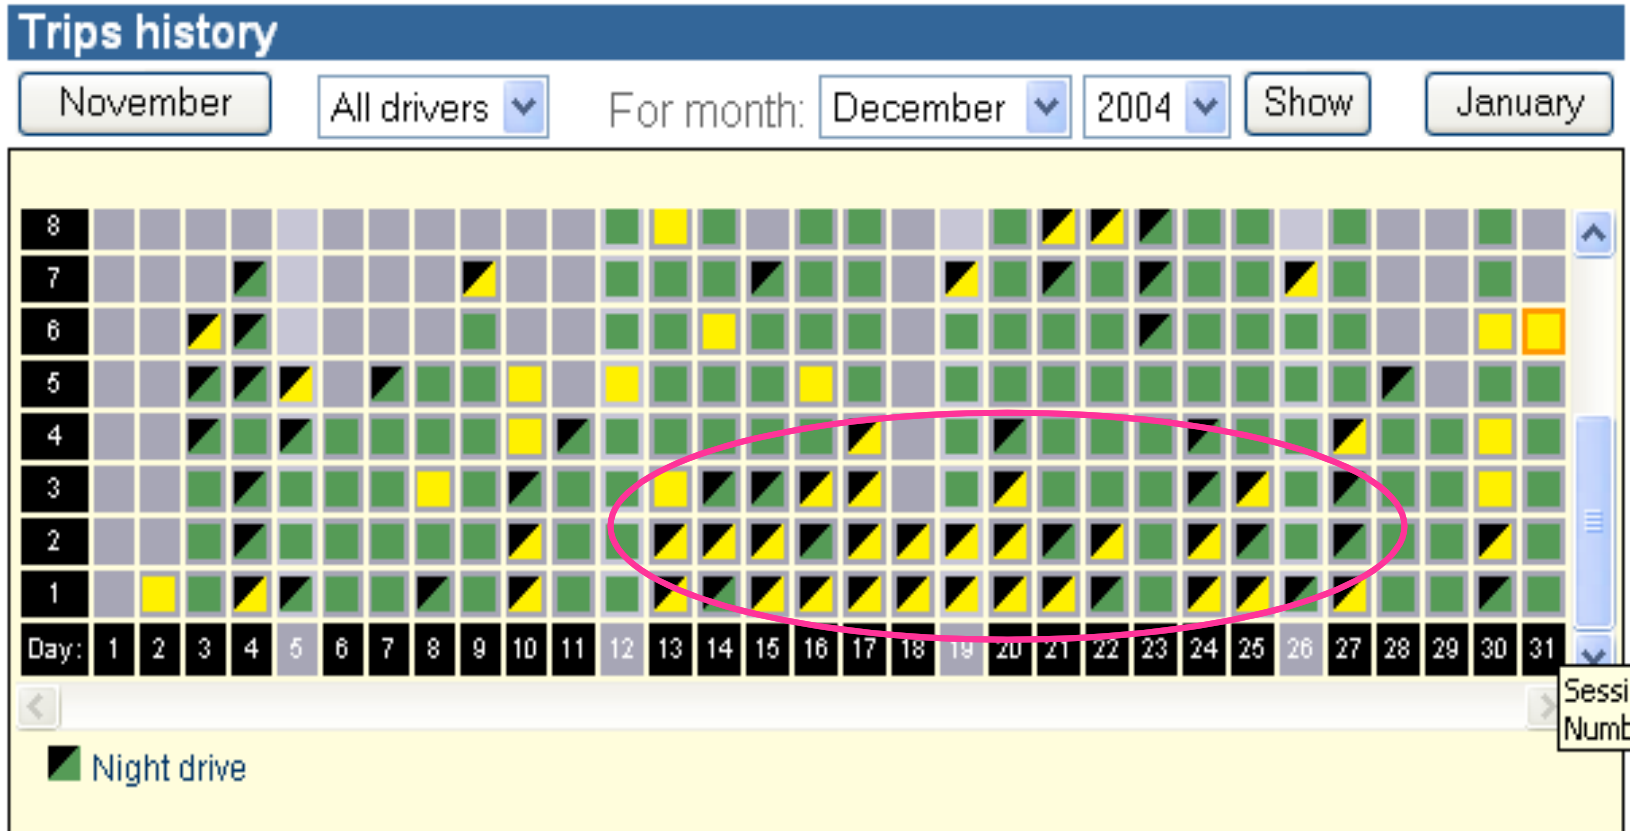 Trips history
November All drivers For month: December 2004 Show January
8
7
6
5
4
3
2
1
Day: 1 2 3 4 5 6 7 8 9 10 11 12 13 14 15 16 17 18 19 20 21 22 23 24 25 26 27 28 29 30 31
Night drive